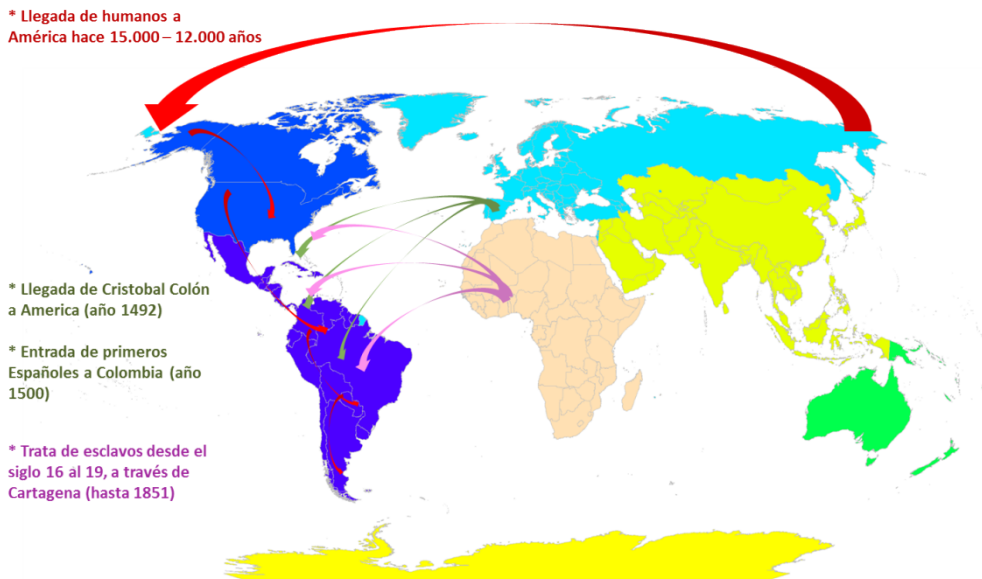 * Llegada de humanos a
América hace 15.000 – 12.000 años
* Llegada de Cristobal Colón
a America (año 1492)
* Entrada de primeros
Españoles a Colombia (año
1500)
* Trata de esclavos desde el
siglo 16 al 19, a través de
Cartagena (hasta 1851)